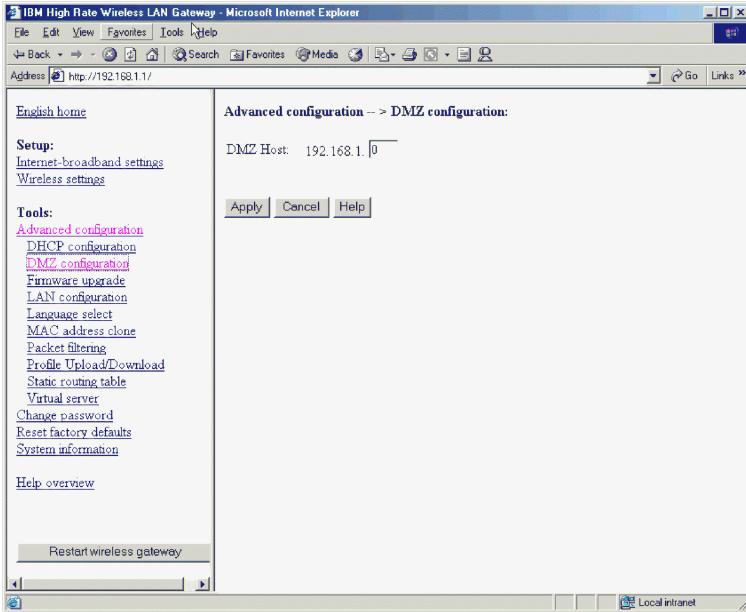 IBM High Rate Wireless LAN Gateway - Microsoft Internet Explorer
File Edit View Favorites Tools Help
Back Search Favorites Media
Address http://192.168.1.1/ Go Links »
English home
Setup:
Internet-broadband settings
Wireless settings
Tools:
Advanced configuration
DHCP configuration
DMZ configuration
Firmware upgrade
LAN configuration
Language select
MAC address clone
Packet filtering
Profile Upload/Download
Static routing table
Virtual server
Change password
Reset factory defaults
System information
Help overview
Restart wireless gateway
Advanced configuration -- > DMZ configuration:
DMZ Host: 192.168.1. 0
Apply Cancel Help
Local intranet